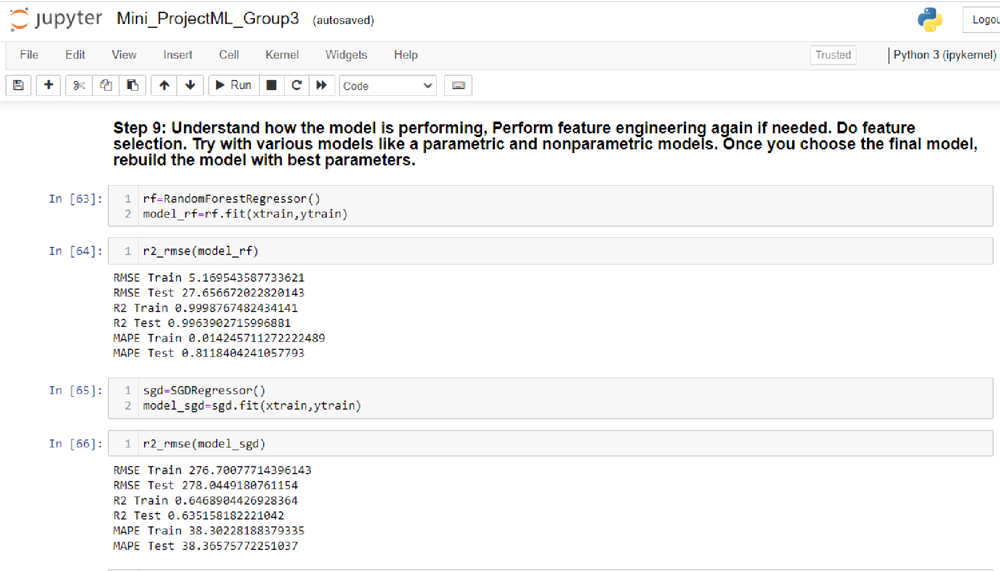 jupyter Mini_ProjectML_Group3 (autosaved)
Logou
File Edit View Insert Cell Kernel Widgets Help
Trusted
Python 3 (ipykernel)
Run
Code
Step 9: Understand how the model is performing, Perform feature engineering again if needed. Do feature
selection. Try with various models like a parametric and nonparametric models. Once you choose the final model,
rebuild the model with best parameters.
In [63]:
1 rf=RandomForestRegressor()
2 model_rf=rf.fit(xtrain,ytrain)
In [64]:
1 r2_rmse(model_rf)
RMSE Train 5.169543587733621
RMSE Test 27.656672022820143
R2 Train 0.9998767482434141
R2 Test 0.9963902715996881
MAPE Train 0.014245711272222489
MAPE Test 0.8118404241057793
In [65]:
1 sgd=SGDRegressor()
2 model_sgd=sgd.fit(xtrain,ytrain)
In [66]:
1 r2_rmse(model_sgd)
RMSE Train 276.70077714396143
RMSE Test 278.0449180761154
R2 Train 0.6468904426928364
R2 Test 0.635158182221042
MAPE Train 38.30228188379335
MAPE Test 38.36575772251037